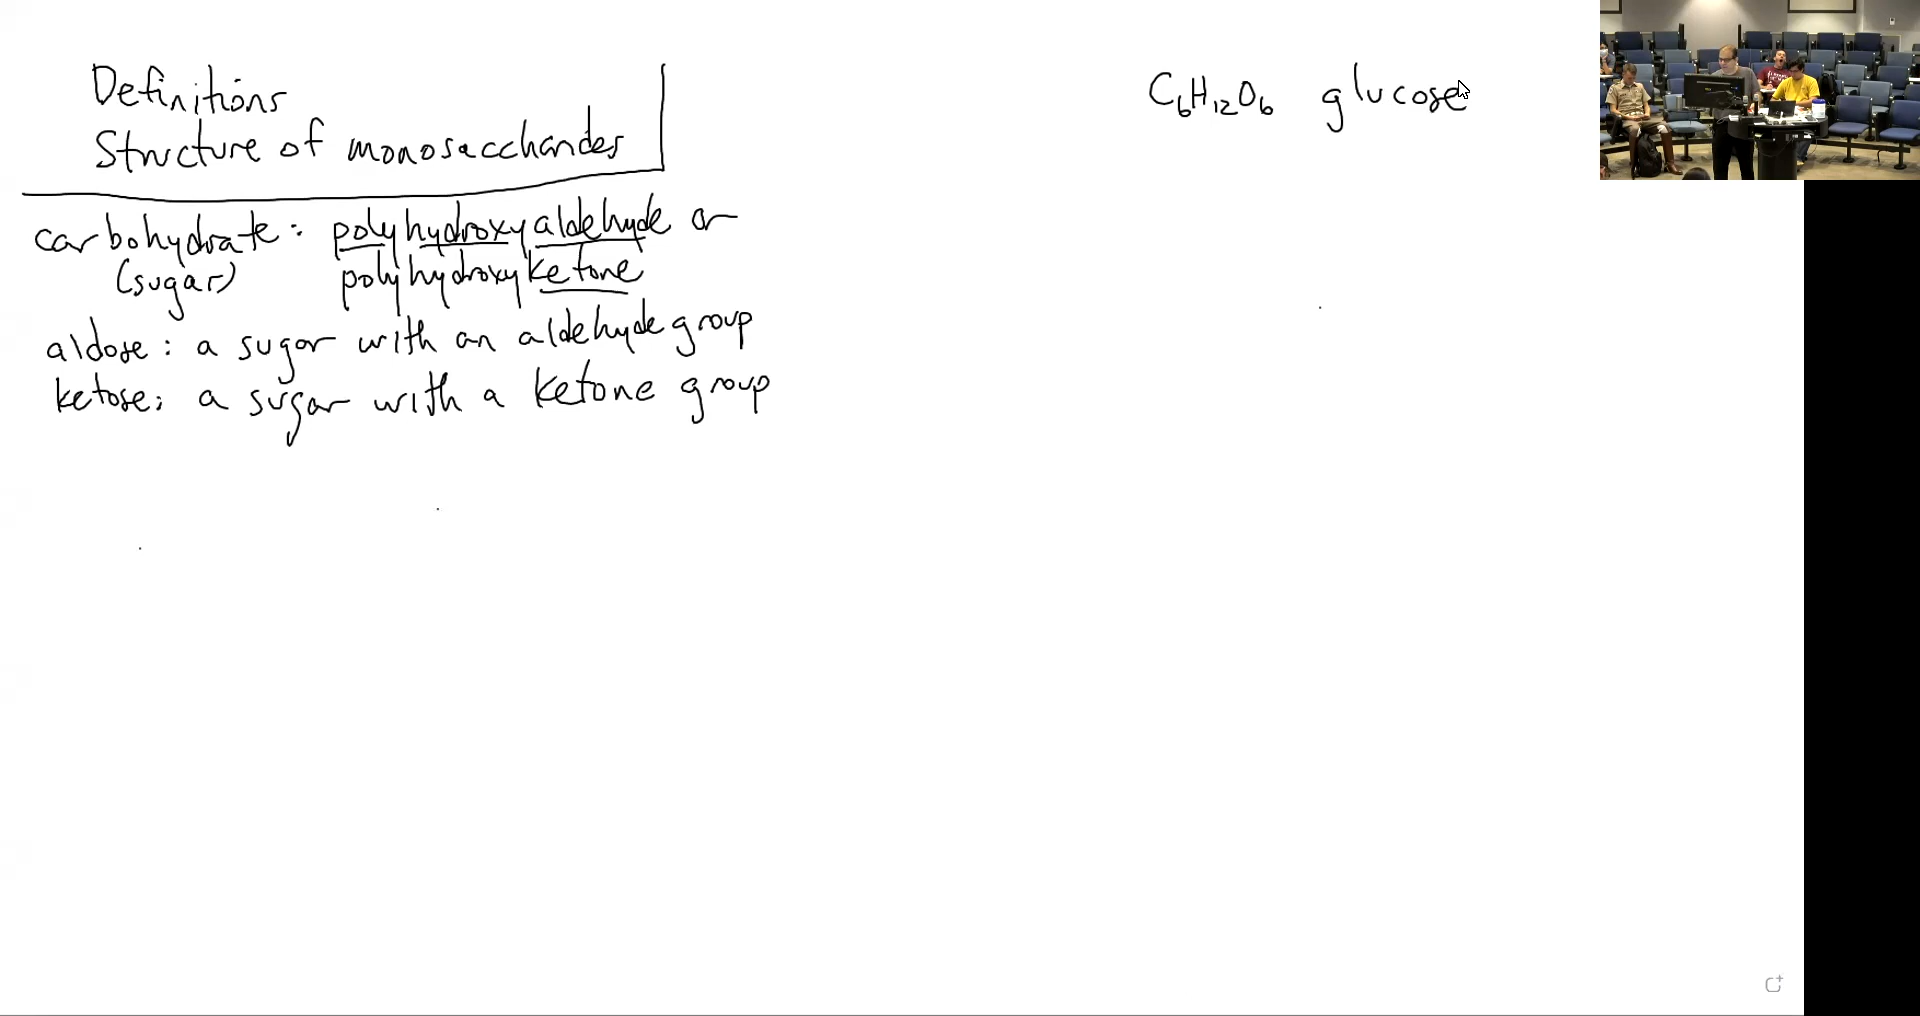 Definitions
Structure of monosaccharides
C₆H₁₂O₆ glucose
carbohydrate: polyhydroxyaldehyde or
(sugar) polyhydroxyketone
aldose: a sugar with an aldehyde group
ketose: a sugar with a ketone group